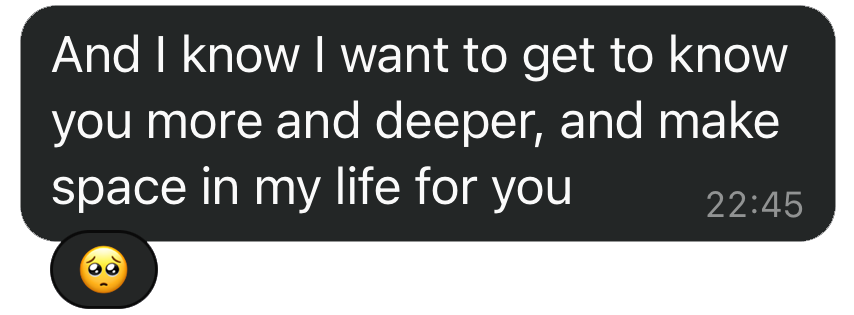 And I know I want to get to know
you more and deeper, and make
space in my life for you
22:45
🥺